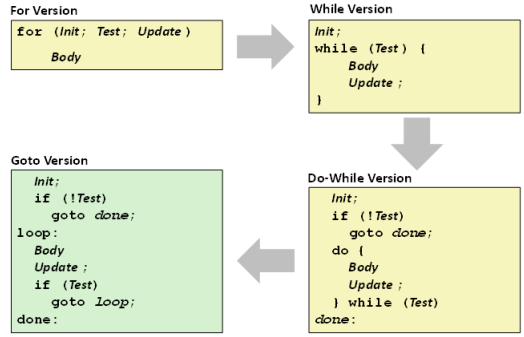 For Version
for (Init; Test; Update )
Body
While Version
Init;
while (Test ) {
Body
Update ;
}
Do-While Version
Init;
if (!Test)
goto done;
do {
Body
Update ;
} while (Test)
done:
Goto Version
Init;
if (!Test)
goto done;
loop:
Body
Update ;
if (Test)
goto loop;
done: